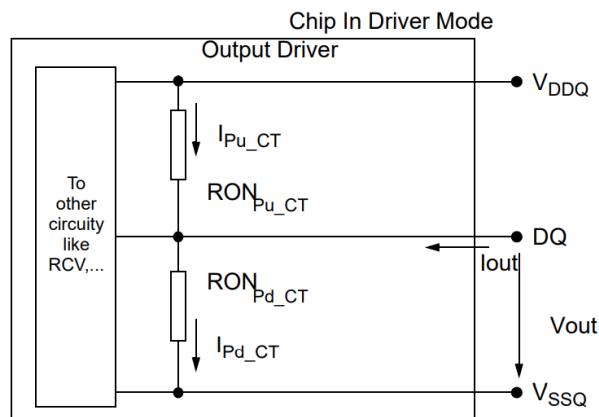 Chip In Driver Mode
Output Driver
VDDQ
IPu_CT
To
other
circuity
like
RCV,...
RONPu_CT
DQ
Iout
RONPd_CT
Vout
IPd_CT
VSSQ